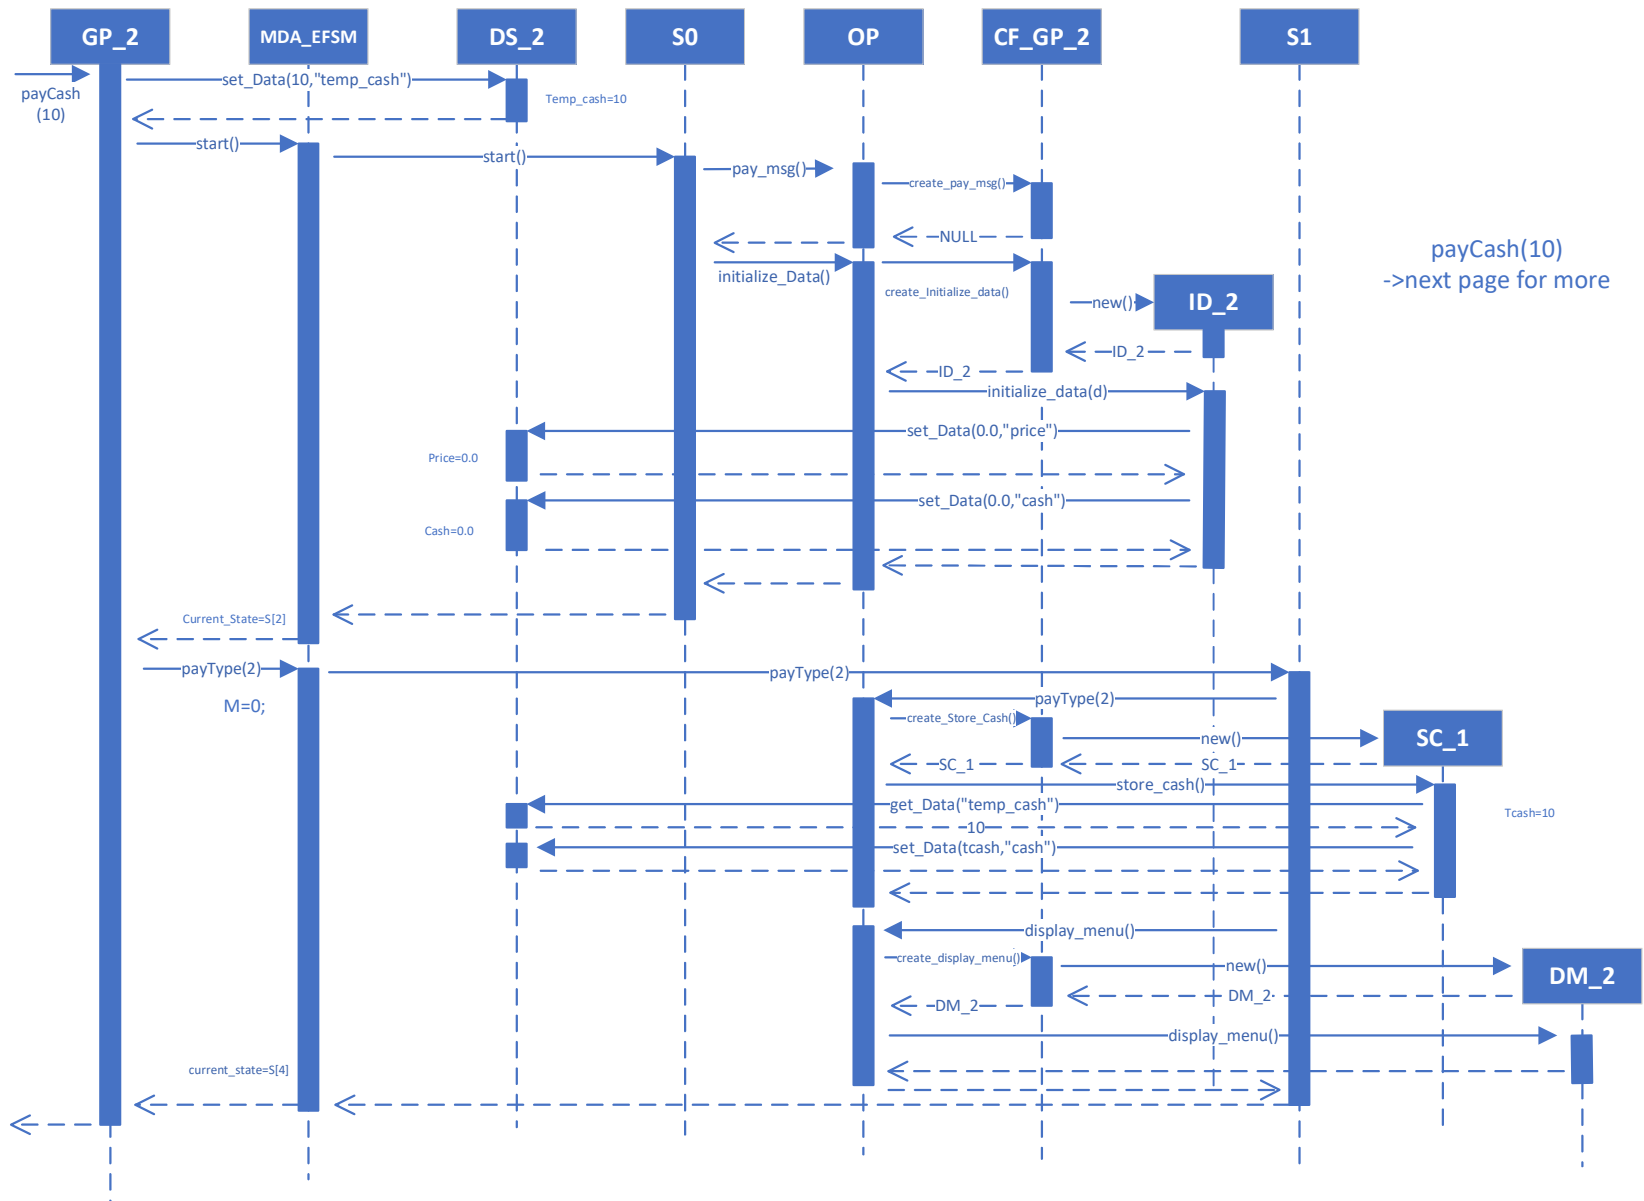 GP_2
MDA_EFSM
DS_2
S0
OP
CF_GP_2
S1
payCash
(10)
set_Data(10,"temp_cash")
Temp_cash=10
start()
start()
pay_msg()
create_pay_msg()
NULL
payCash(10)
->next page for more
initialize_Data()
create_Initialize_data()
new()
ID_2
ID_2
ID_2
initialize_data(d)
set_Data(0.0,"price")
Price=0.0
set_Data(0.0,"cash")
Cash=0.0
Current_State=S[2]
payType(2)
payType(2)
M=0;
payType(2)
create_Store_Cash()
new()
SC_1
SC_1
SC_1
store_cash()
get_Data("temp_cash")
Tcash=10
10
set_Data(tcash,"cash")
display_menu()
create_display_menu()
new()
DM_2
DM_2
DM_2
display_menu()
current_state=S[4]